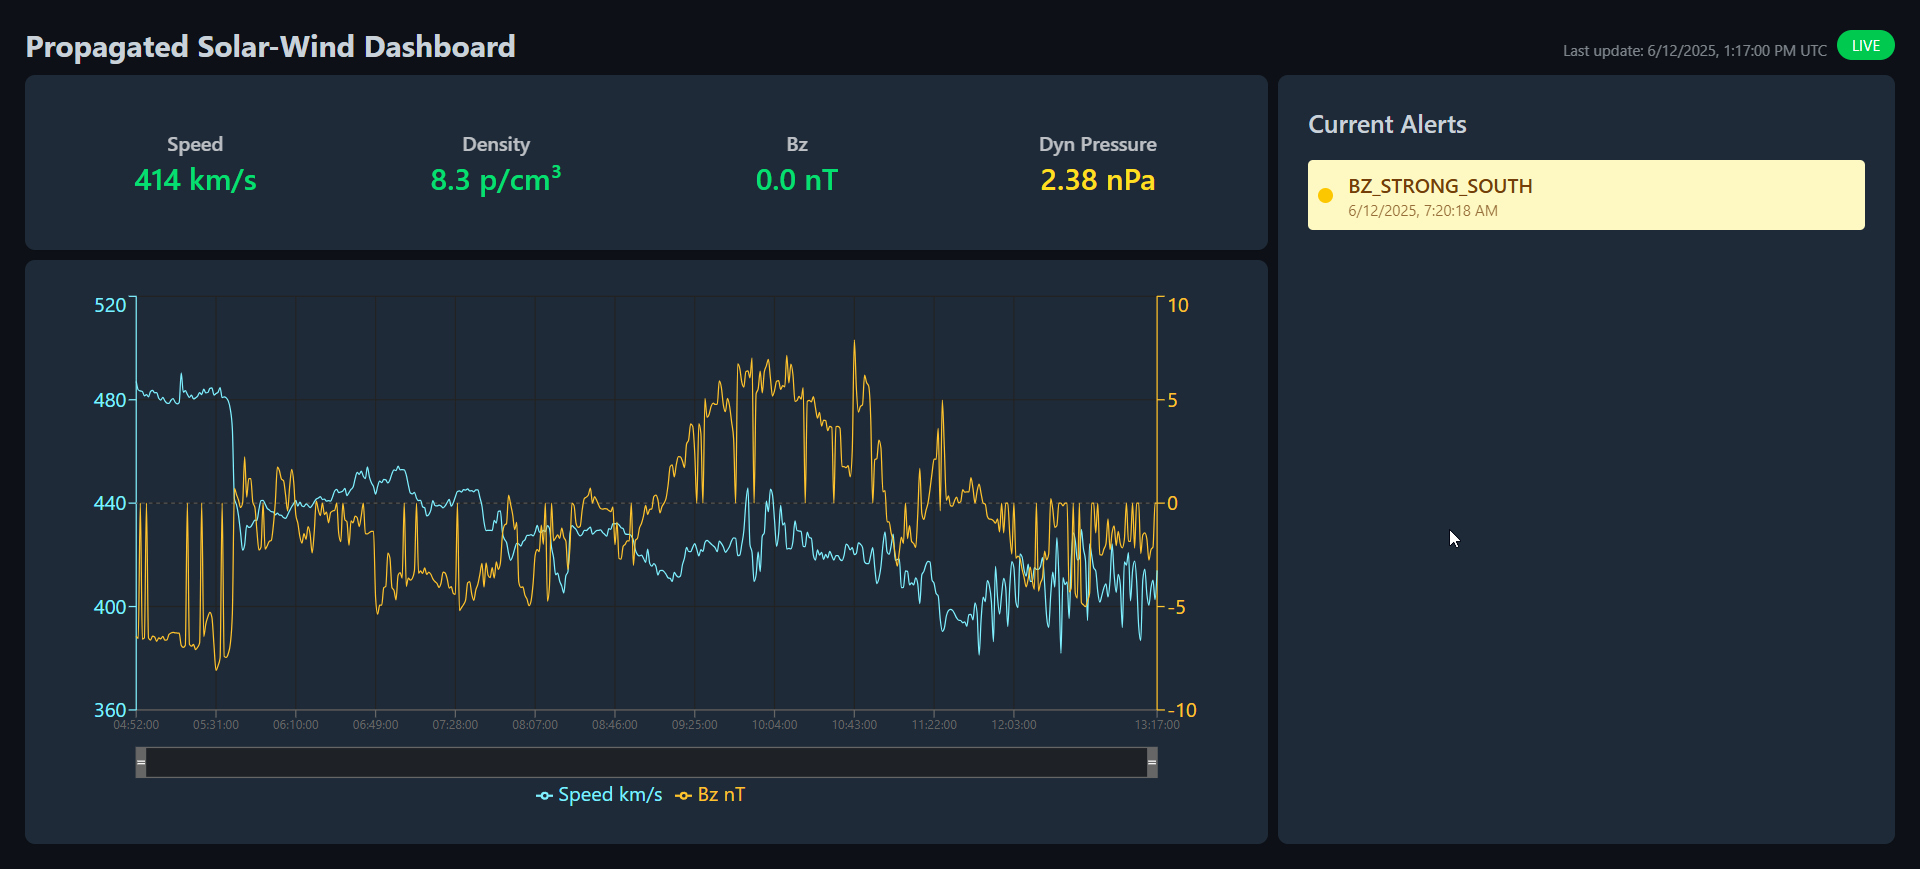 Propagated Solar-Wind Dashboard
Last update: 6/12/2025, 1:17:00 PM UTC
LIVE
Speed
414 km/s
Density
8.3 p/cm³
Bz
0.0 nT
Dyn Pressure
2.38 nPa
Current Alerts
BZ_STRONG_SOUTH
6/12/2025, 7:20:18 AM
520
480
440
400
360
10
5
0
-5
-10
04:52:00 05:31:00 06:10:00 06:49:00 07:28:00 08:07:00 08:46:00 09:25:00 10:04:00 10:43:00 11:22:00 12:03:00 13:17:00
Speed km/s Bz nT